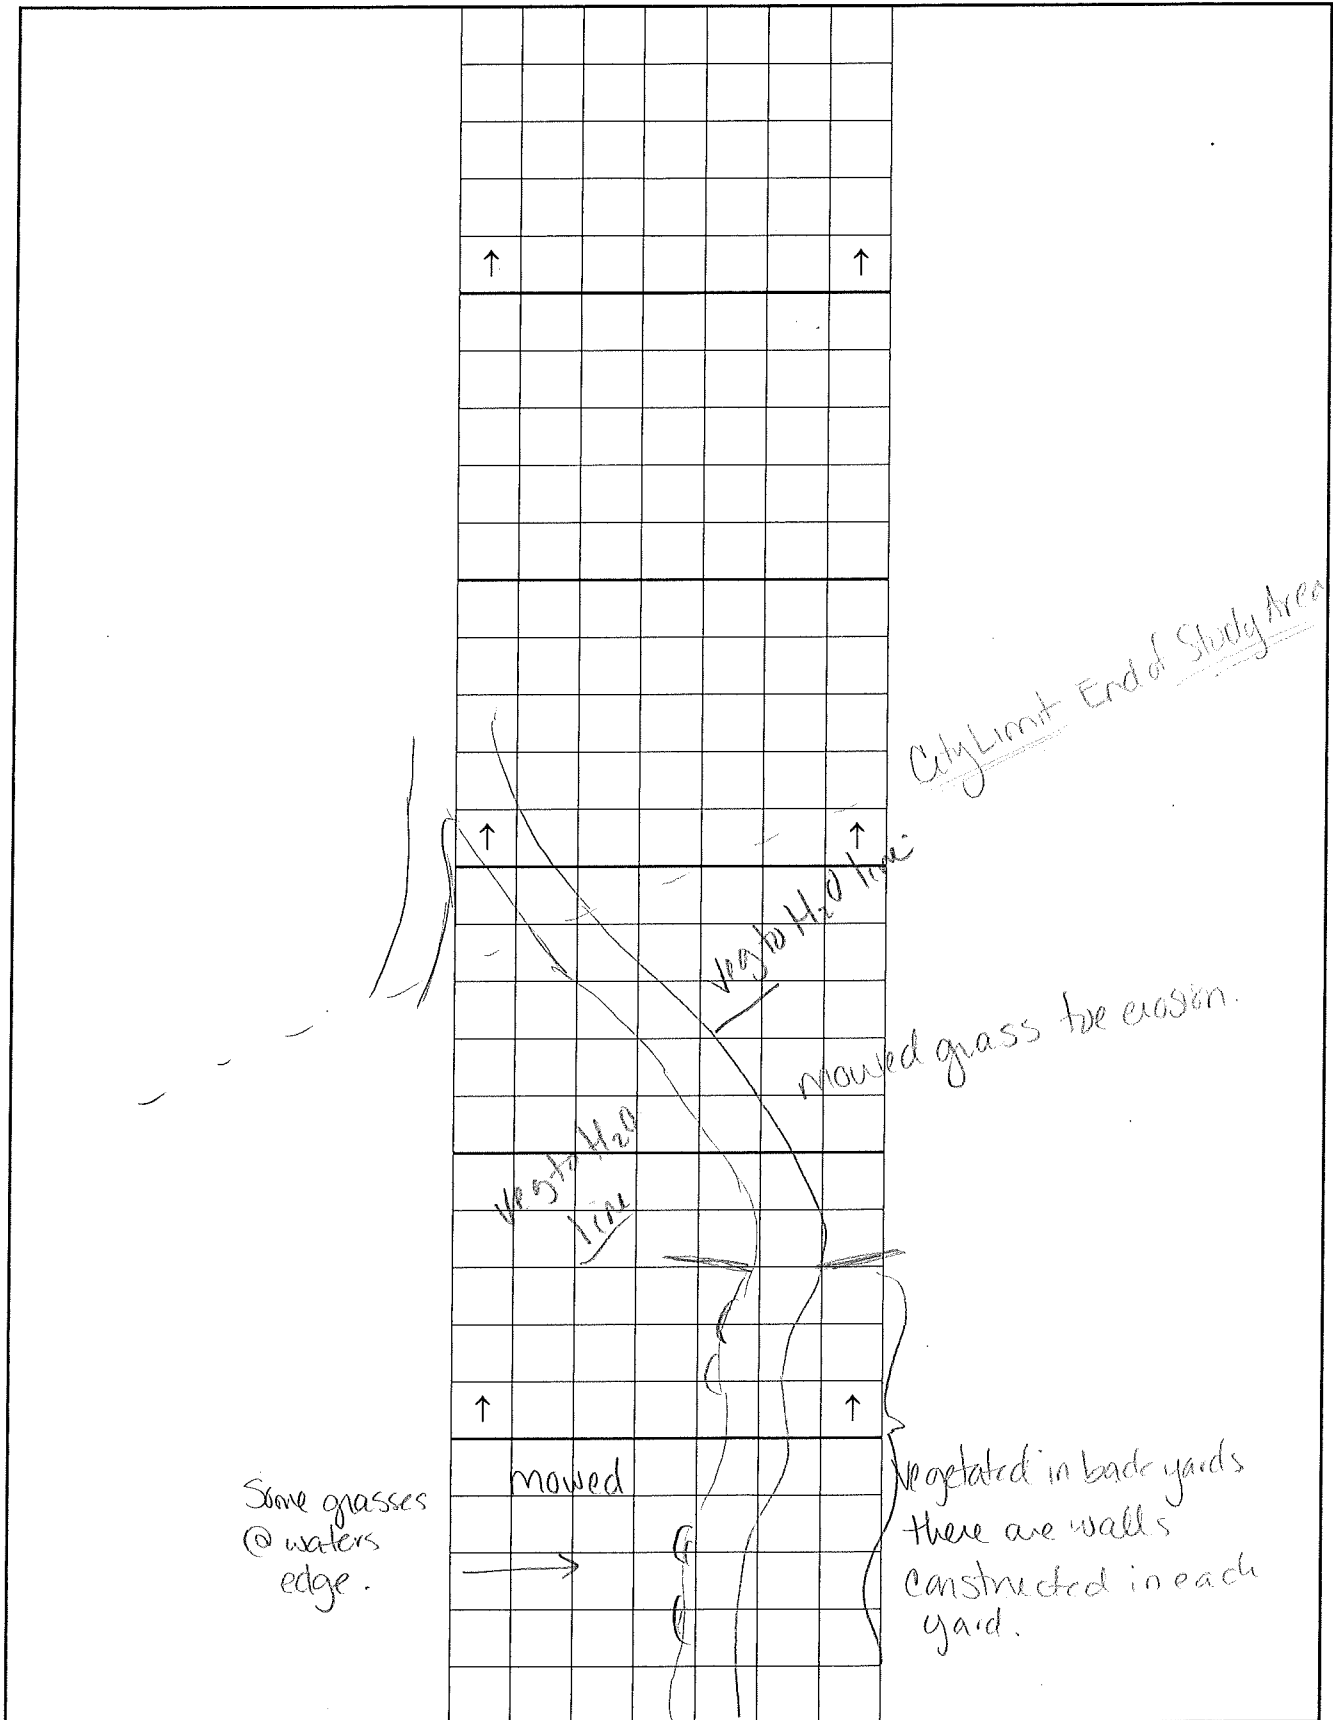 ↑ ↑
City Limit End of Study Area
↑ ↑
veg to H₂O line
mowed grass toe erosion.
veg to H₂O
line
↑ ↑
mowed
Some grasses
@ waters
edge.
→
Vegetated in back yards
there are walls
constructed in each
yard.